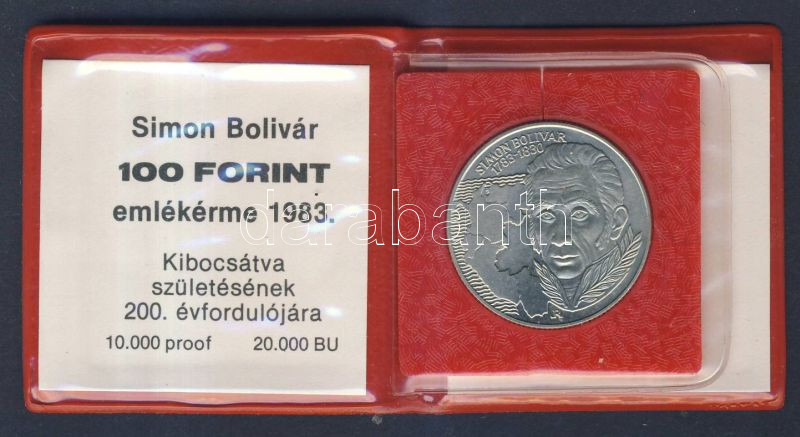 Simon Bolivár
100 FORINT
emlékérme 1983.
Kibocsátva
születésének
200. évfordulójára
10.000 proof 20.000 BU
SIMON BOLIVAR
1783-1830
darabanth